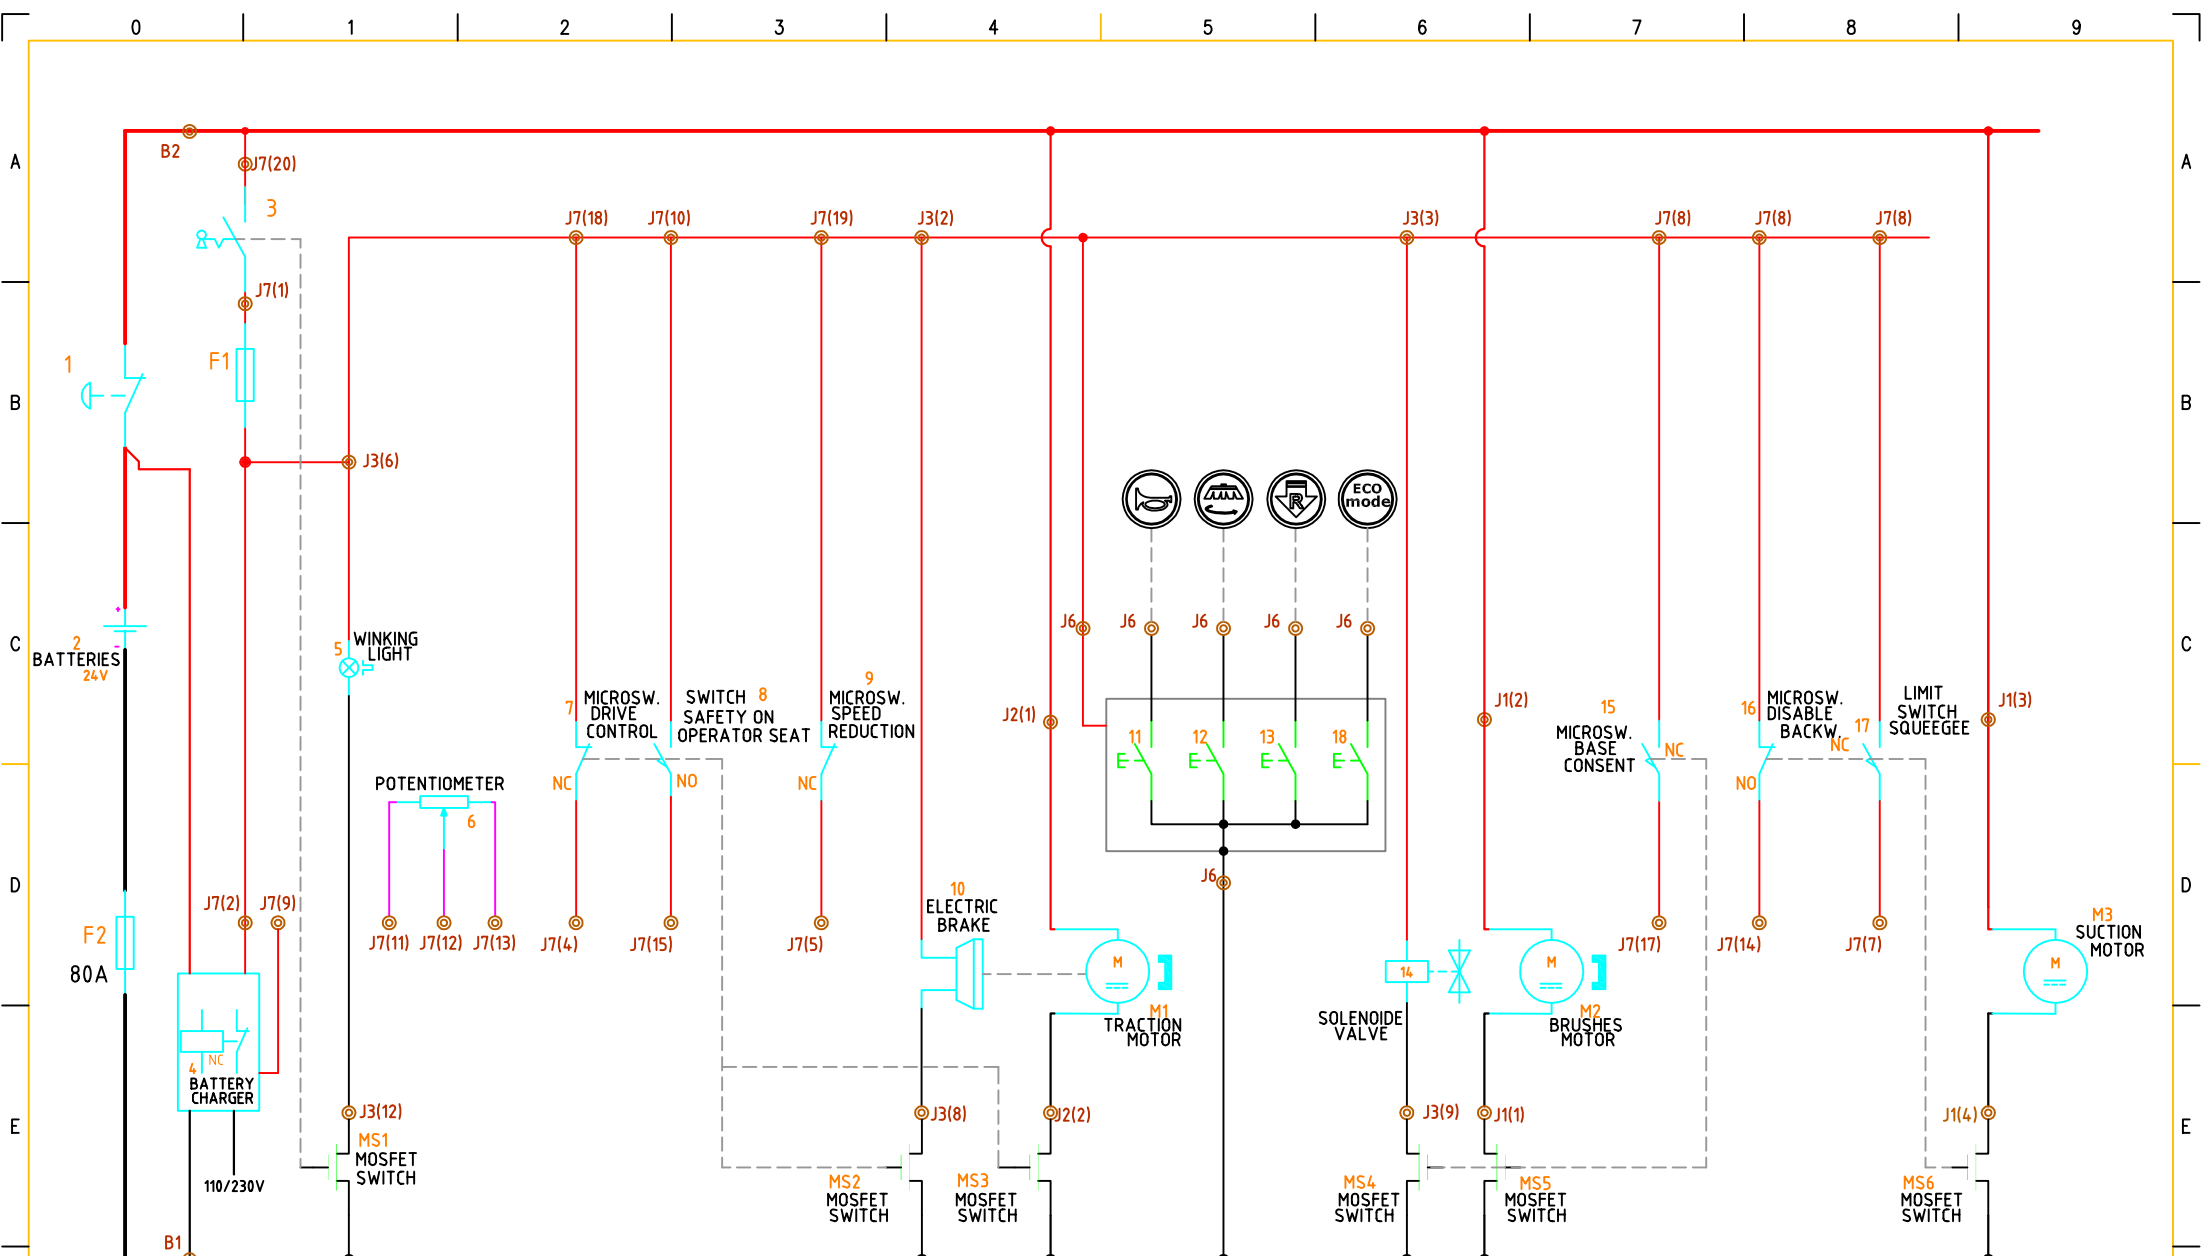 0 1 2 3 4 5 6 7 8 9
A A
B2
J7(20)
3
J7(18) J7(10) J7(19) J3(2) J3(3) J7(8) J7(8) J7(8)
J7(1)
1
F1
B B
J3(6)
ECO
mode
R
C C
2
BATTERIES
24V
+
-
5
WINKING
LIGHT
J6 J6 J6 J6 J6
7
MICROSW.
DRIVE
CONTROL
NC
SWITCH 8
SAFETY ON
OPERATOR SEAT
NO
9
MICROSW.
SPEED
REDUCTION
NC
J2(1)
11 12 13 18
E E E E
J1(2)
15
MICROSW.
BASE
CONSENT
NC
16
MICROSW.
DISABLE
BACKW.
NO
17
NC
LIMIT
SWITCH
SQUEEGEE
J1(3)
POTENTIOMETER
6
D D
J6
J7(2) J7(9)
J7(11) J7(12) J7(13) J7(4) J7(15) J7(5) J7(17) J7(14) J7(7)
F2
80A
10
ELECTRIC
BRAKE
M
M1
TRACTION
MOTOR
14
SOLENOIDE
VALVE
M
M2
BRUSHES
MOTOR
M3
SUCTION
MOTOR
M
4
NC
BATTERY
CHARGER
110/230V
E E
J3(12)
MS1
MOSFET
SWITCH
J3(8)
MS2
MOSFET
SWITCH
J2(2)
MS3
MOSFET
SWITCH
J3(9)
MS4
MOSFET
SWITCH
J1(1)
MS5
MOSFET
SWITCH
J1(4)
MS6
MOSFET
SWITCH
B1